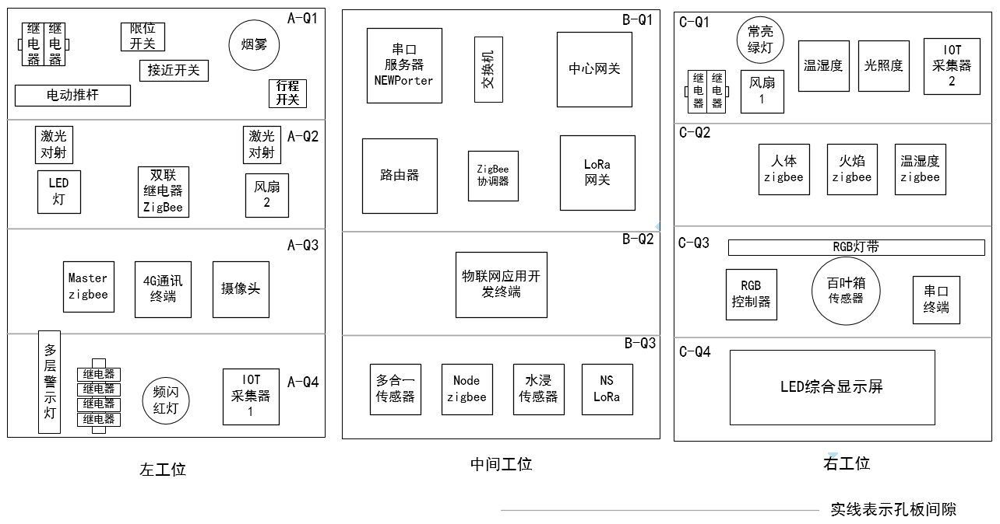 A-Q1
继电器
继电器
限位
开关
烟雾
接近开关
电动推杆
行程
开关
A-Q2
激光
对射
激光
对射
LED
灯
双联
继电器
ZigBee
风扇
2
A-Q3
Master
zigbee
4G通讯
终端
摄像头
A-Q4
多层警示灯
继电器
继电器
继电器
继电器
频闪
红灯
IOT
采集器
1
左工位
B-Q1
串口
服务器
NEWPorter
交换机
中心网关
路由器
ZigBee
协调器
LoRa
网关
B-Q2
物联网应用开
发终端
B-Q3
多合一
传感器
Node
zigbee
水浸
传感器
NS
LoRa
中间工位
C-Q1
常亮
绿灯
继电器
继电器
风扇
1
温湿度
光照度
IOT
采集器
2
C-Q2
人体
zigbee
火焰
zigbee
温湿度
zigbee
C-Q3
RGB灯带
RGB
控制器
百叶箱
传感器
串口
终端
C-Q4
LED综合显示屏
右工位
实线表示孔板间隙